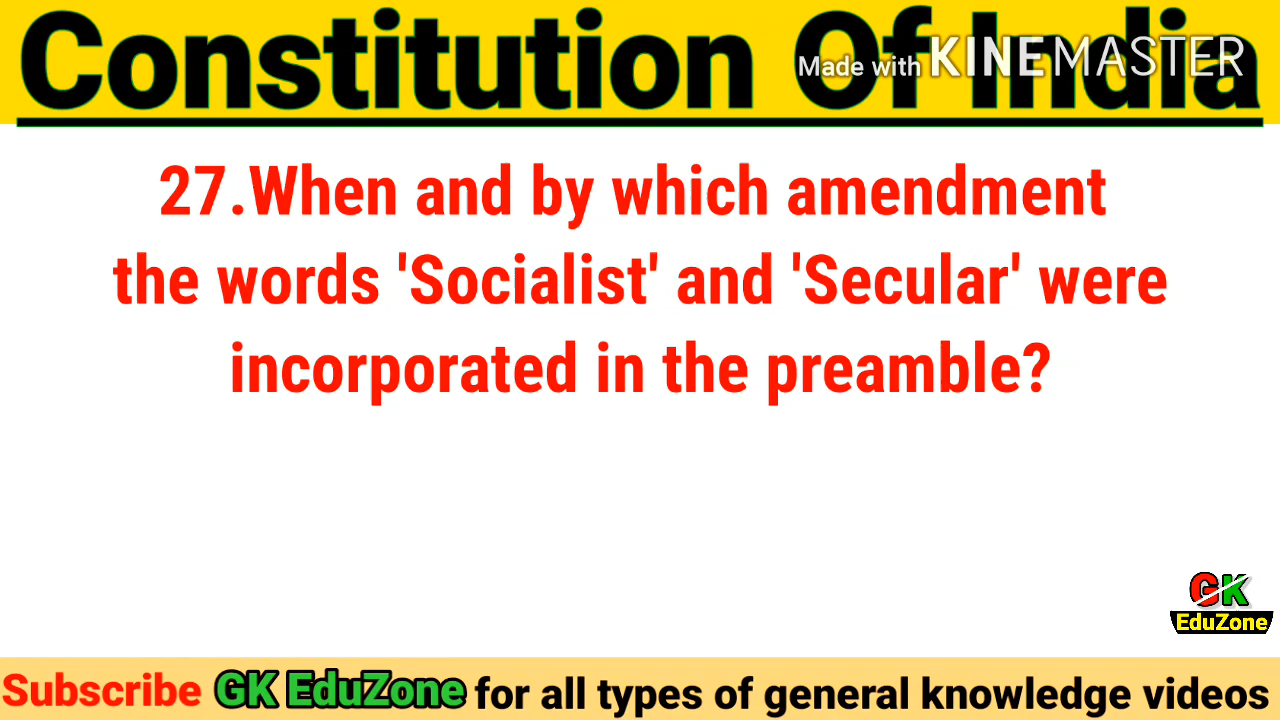 Constitution Of India
Made with KINEMASTER
27.When and by which amendment
the words 'Socialist' and 'Secular' were
incorporated in the preamble?
GK
EduZone
Subscribe GK EduZone for all types of general knowledge videos